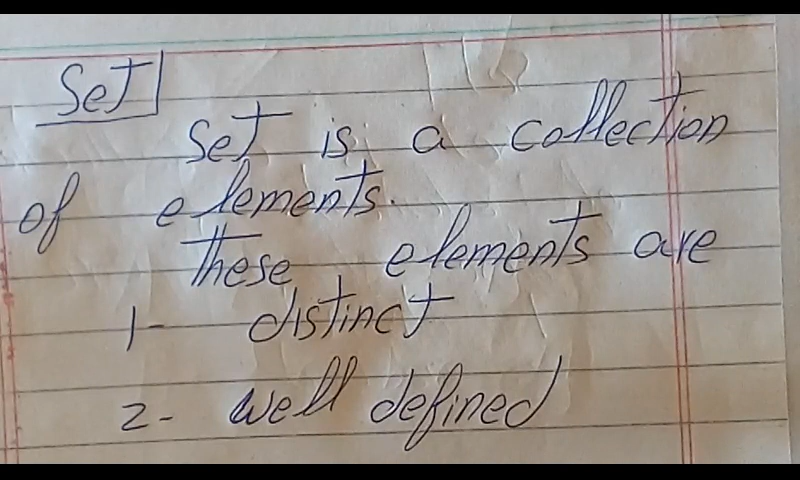 Set
Set is a collection
of elements.
These elements are
1- distinct
2- well defined